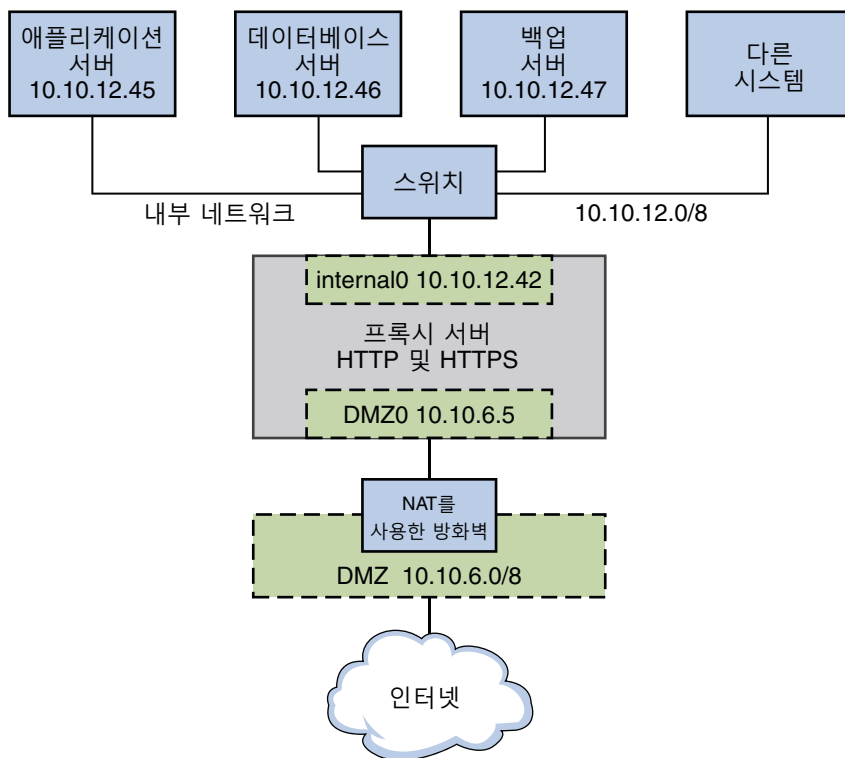 애플리케이션
서버
10.10.12.45
데이터베이스
서버
10.10.12.46
백업
서버
10.10.12.47
다른
시스템
스위치
내부 네트워크
10.10.12.0/8
internal0 10.10.12.42
프록시 서버
HTTP 및 HTTPS
DMZ0 10.10.6.5
NAT를
사용한 방화벽
DMZ 10.10.6.0/8
인터넷